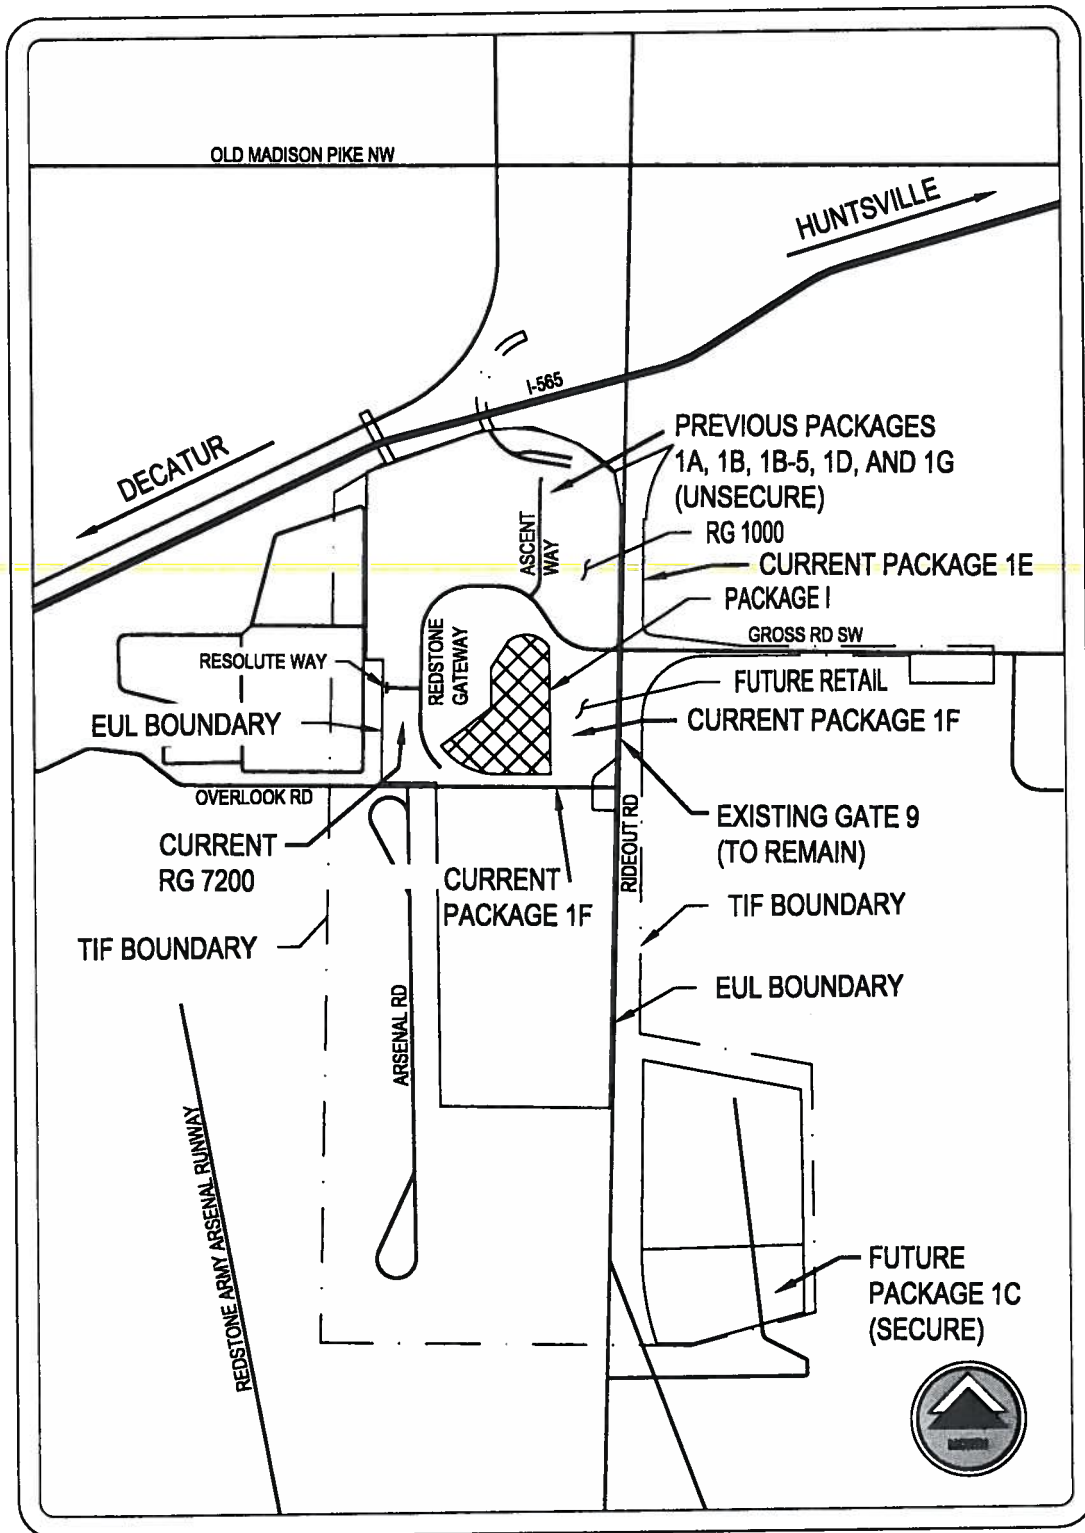 OLD MADISON PIKE NW
HUNTSVILLE
I-565
DECATUR
PREVIOUS PACKAGES
1A, 1B, 1B-5, 1D, AND 1G
(UNSECURE)
ASCENT
WAY
RG 1000
CURRENT PACKAGE 1E
PACKAGE I
GROSS RD SW
RESOLUTE WAY
REDSTONE
GATEWAY
FUTURE RETAIL
EUL BOUNDARY
CURRENT PACKAGE 1F
OVERLOOK RD
RIDEOUT RD
EXISTING GATE 9
(TO REMAIN)
CURRENT
RG 7200
CURRENT
PACKAGE 1F
TIF BOUNDARY
TIF BOUNDARY
EUL BOUNDARY
ARSENAL RD
REDSTONE ARMY ARSENAL RUNWAY
FUTURE
PACKAGE 1C
(SECURE)
NORTH